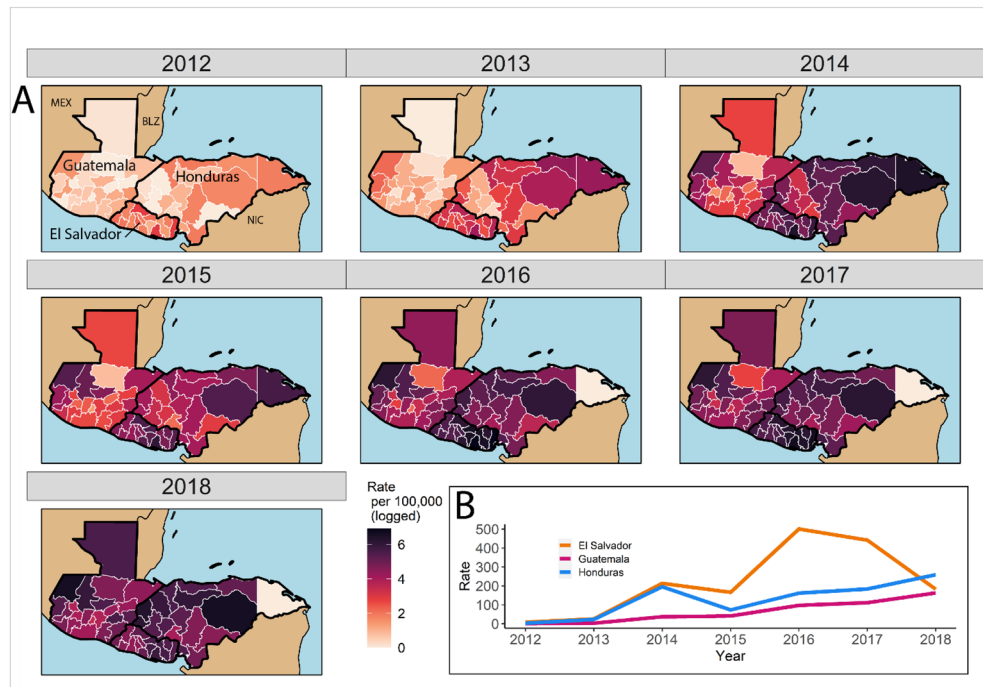 2012
2013
2014
A
MEX
BLZ
Guatemala
Honduras
El Salvador
NIC
2015
2016
2017
2018
Rate
per 100,000
(logged)
6
4
2
0
B
500
400
300
200
100
0
Rate
El Salvador
Guatemala
Honduras
2012 2013 2014 2015 2016 2017 2018
Year